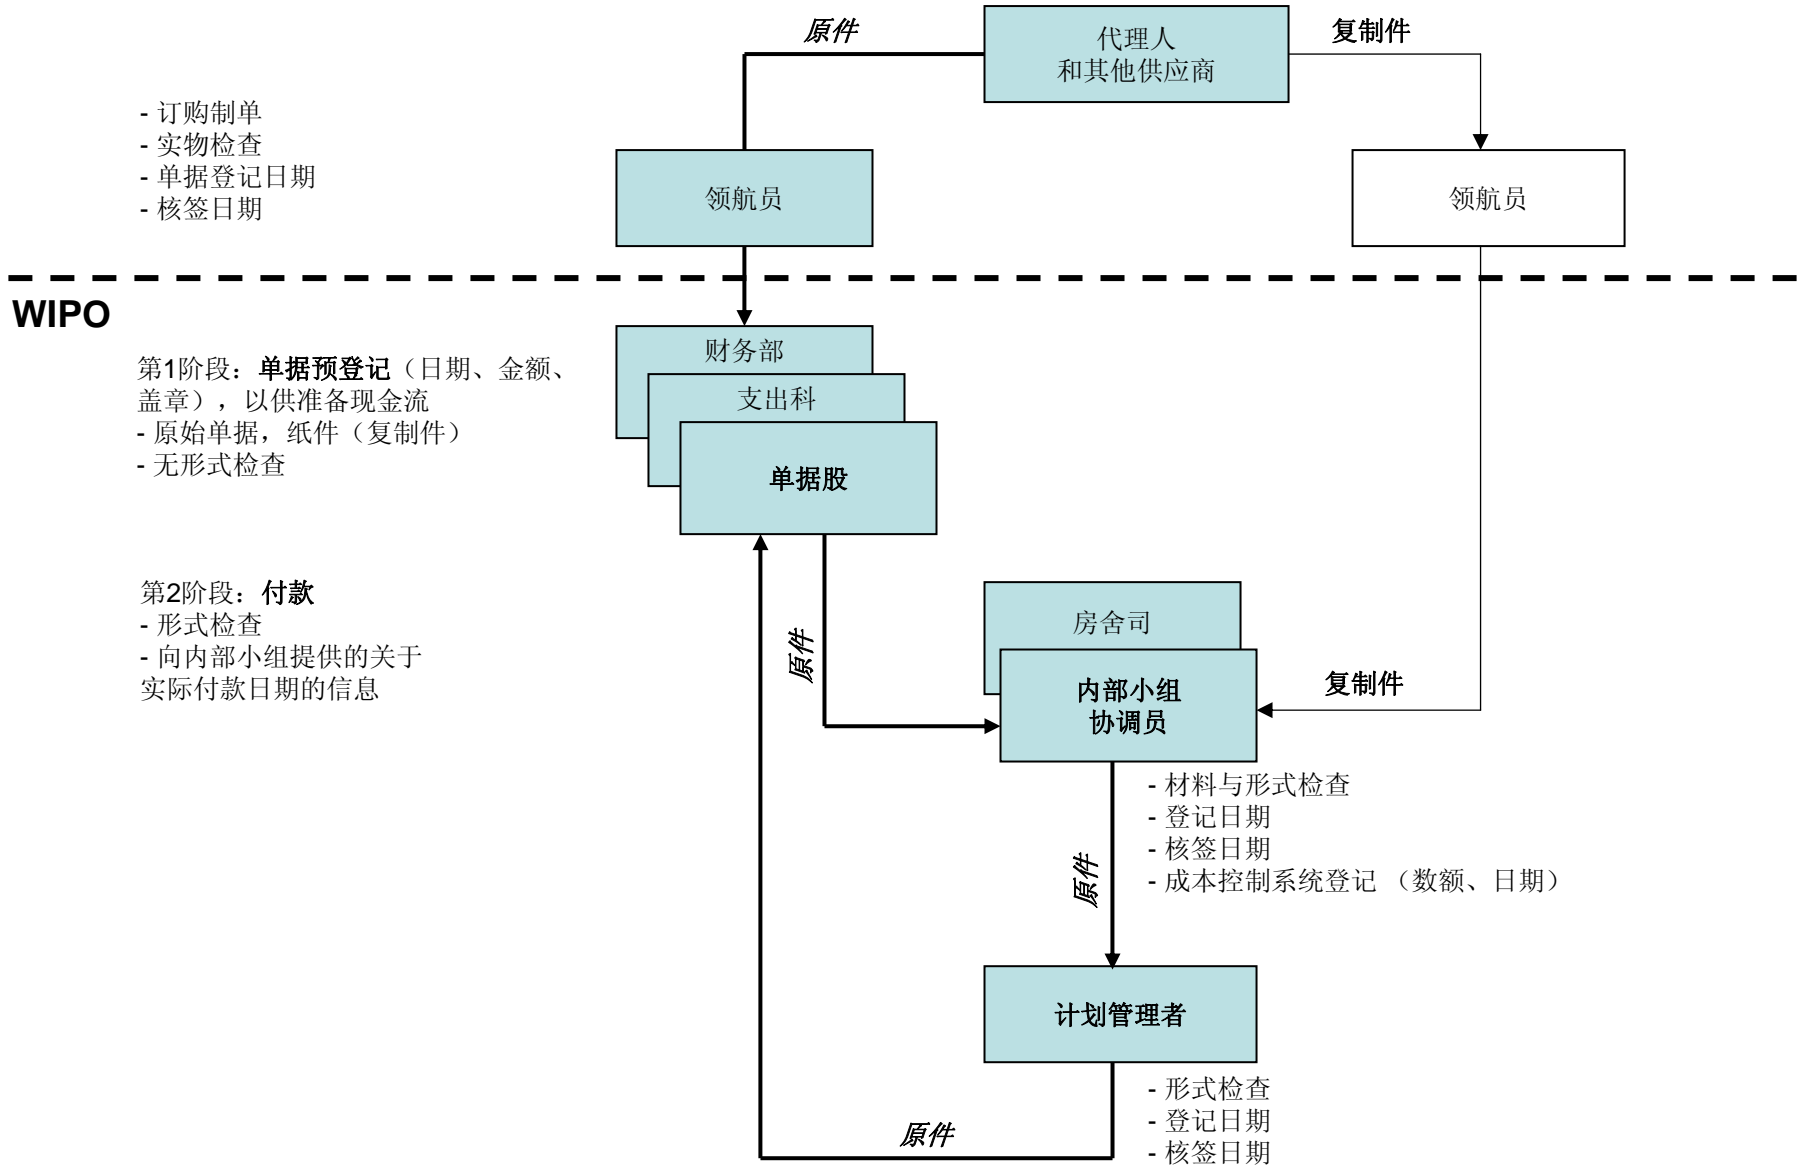 原件
代理人
和其他供应商
复制件
- 订购制单
- 实物检查
- 单据登记日期
- 核签日期
领航员
领航员
WIPO
财务部
支出科
单据股
第1阶段：单据预登记（日期、金额、
盖章），以供准备现金流
- 原始单据，纸件（复制件）
- 无形式检查
第2阶段：付款
- 形式检查
- 向内部小组提供的关于
实际付款日期的信息
原件
房舍司
内部小组
协调员
复制件
- 材料与形式检查
- 登记日期
- 核签日期
- 成本控制系统登记 （数额、日期）
原件
计划管理者
- 形式检查
- 登记日期
- 核签日期
原件